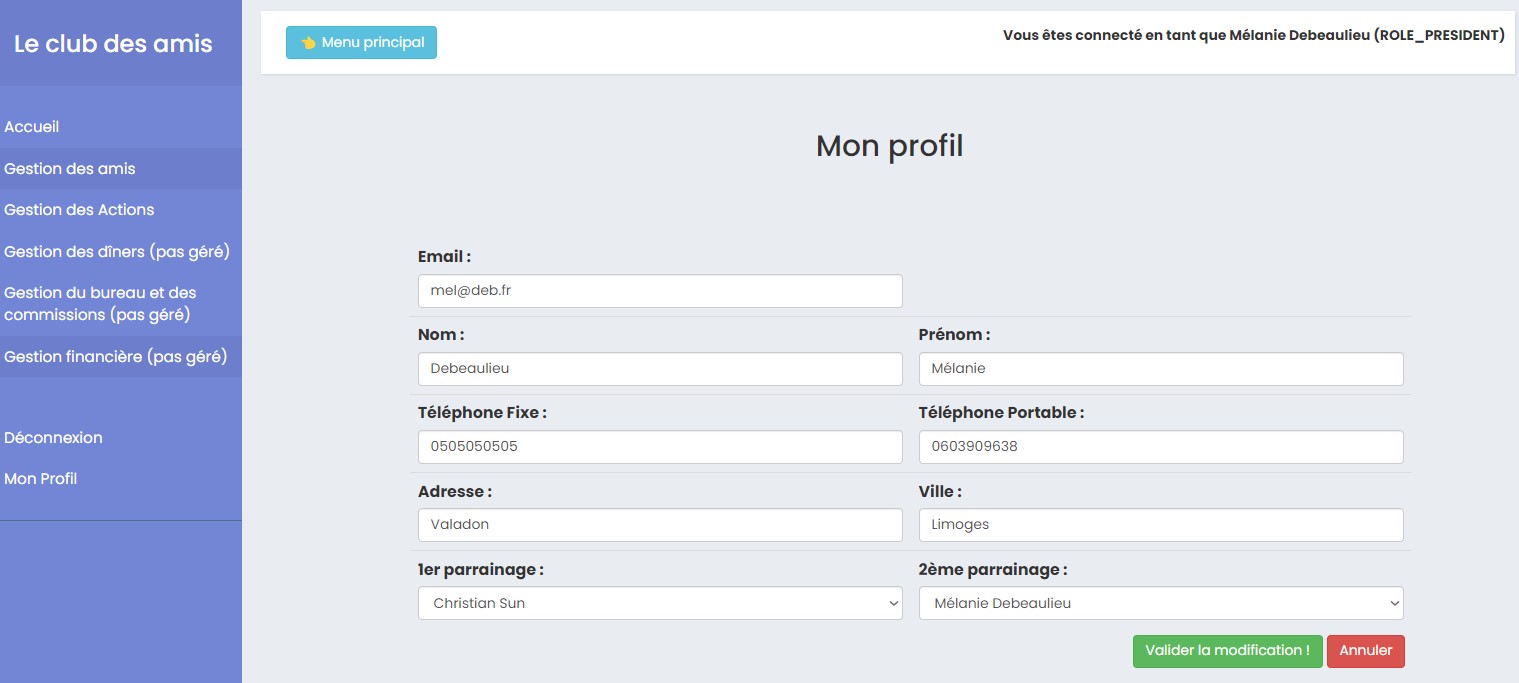 Le club des amis
Accueil
Gestion des amis
Gestion des Actions
Gestion des dîners (pas géré)
Gestion du bureau et des
commissions (pas géré)
Gestion financière (pas géré)
Déconnexion
Mon Profil
Menu principal
Vous êtes connecté en tant que Mélanie Debeaulieu (ROLE_PRESIDENT)
Mon profil
Email :
mel@deb.fr
Nom :
Debeaulieu
Prénom :
Mélanie
Téléphone Fixe :
0505050505
Téléphone Portable :
0603909638
Adresse :
Valadon
Ville :
Limoges
1er parrainage :
Christian Sun
2ème parrainage :
Mélanie Debeaulieu
Valider la modification !
Annuler